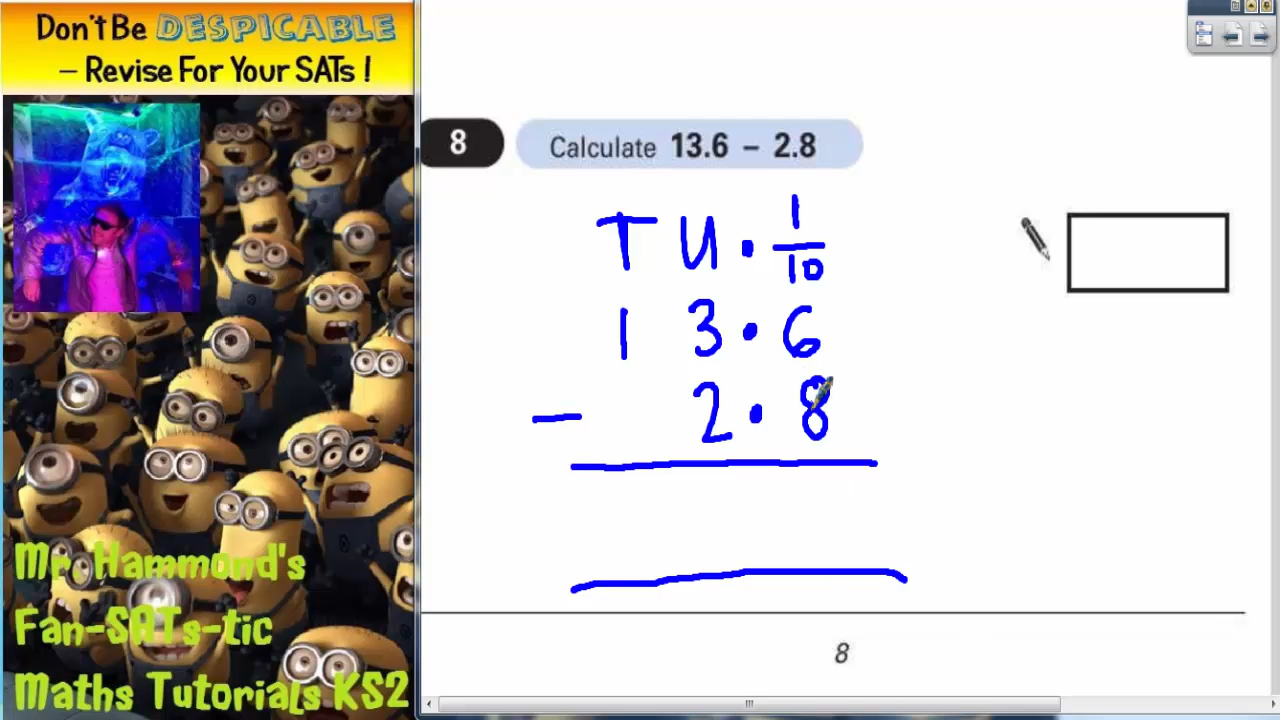 Don't Be DESPICABLE
– Revise For Your SATs !
8 Calculate 13.6 – 2.8
T U . 1/10
1 3 . 6
– 2 . 8
Mr. Hammond's
Fan-SATs-tic
Maths Tutorials KS2
8